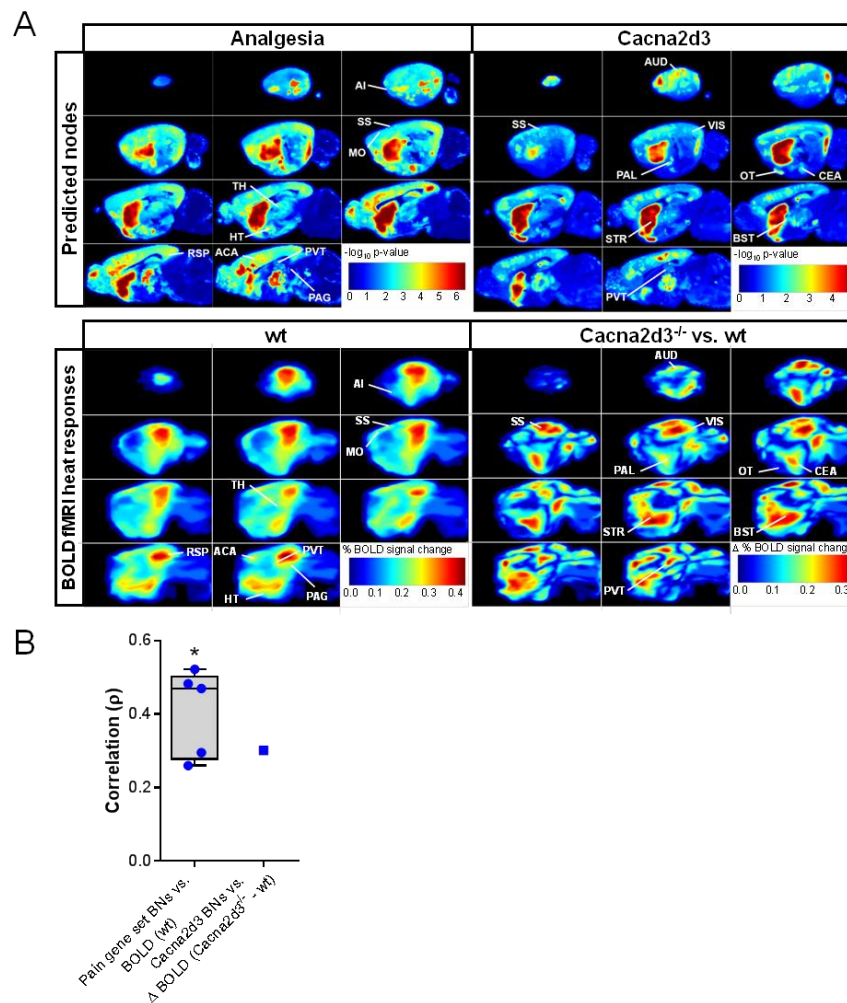 A
Analgesia
Cacna2d3
Predicted nodes
AI
AUD
SS
MO
SS
VIS
PAL
OT
CEA
TH
HT
STR
BST
RSP
ACA
PVT
PAG
-log10 p-value
0 1 2 3 4 5 6
PVT
-log10 p-value
0 1 2 3 4
wt
Cacna2d3-/- vs. wt
BOLD fMRI heat responses
AI
AUD
SS
MO
SS
VIS
PAL
OT
CEA
TH
STR
BST
RSP
ACA
PVT
HT
PAG
% BOLD signal change
0.0 0.1 0.2 0.3 0.4
PVT
Δ % BOLD signal change
0.0 0.1 0.2 0.3
B
Correlation (ρ)
0.6
0.4
0.2
0.0
*
Pain gene set BNs vs.
BOLD (wt)
Cacna2d3 BNs vs.
Δ BOLD (Cacna2d3-/- - wt)